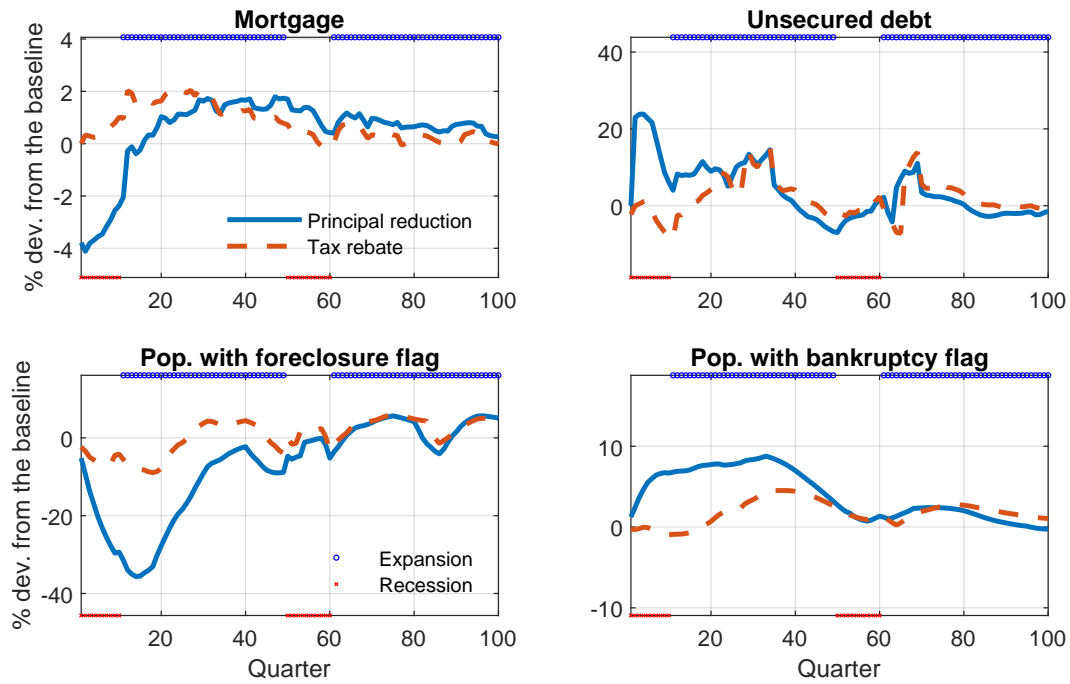 Mortgage
% dev. from the baseline
4
2
0
-2
-4
Principal reduction
Tax rebate
20
40
60
80
100
Unsecured debt
40
20
0
20
40
60
80
100
Pop. with foreclosure flag
% dev. from the baseline
0
-20
-40
Expansion
Recession
20
40
60
80
100
Quarter
Pop. with bankruptcy flag
10
0
-10
20
40
60
80
100
Quarter